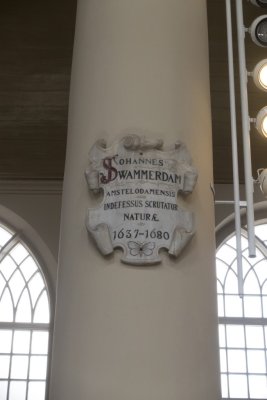 JOHANNES
SWAMMERDAM
AMSTELODAMENSIS
INDEFESSUS SCRUTATOR
NATURÆ
1637-1680